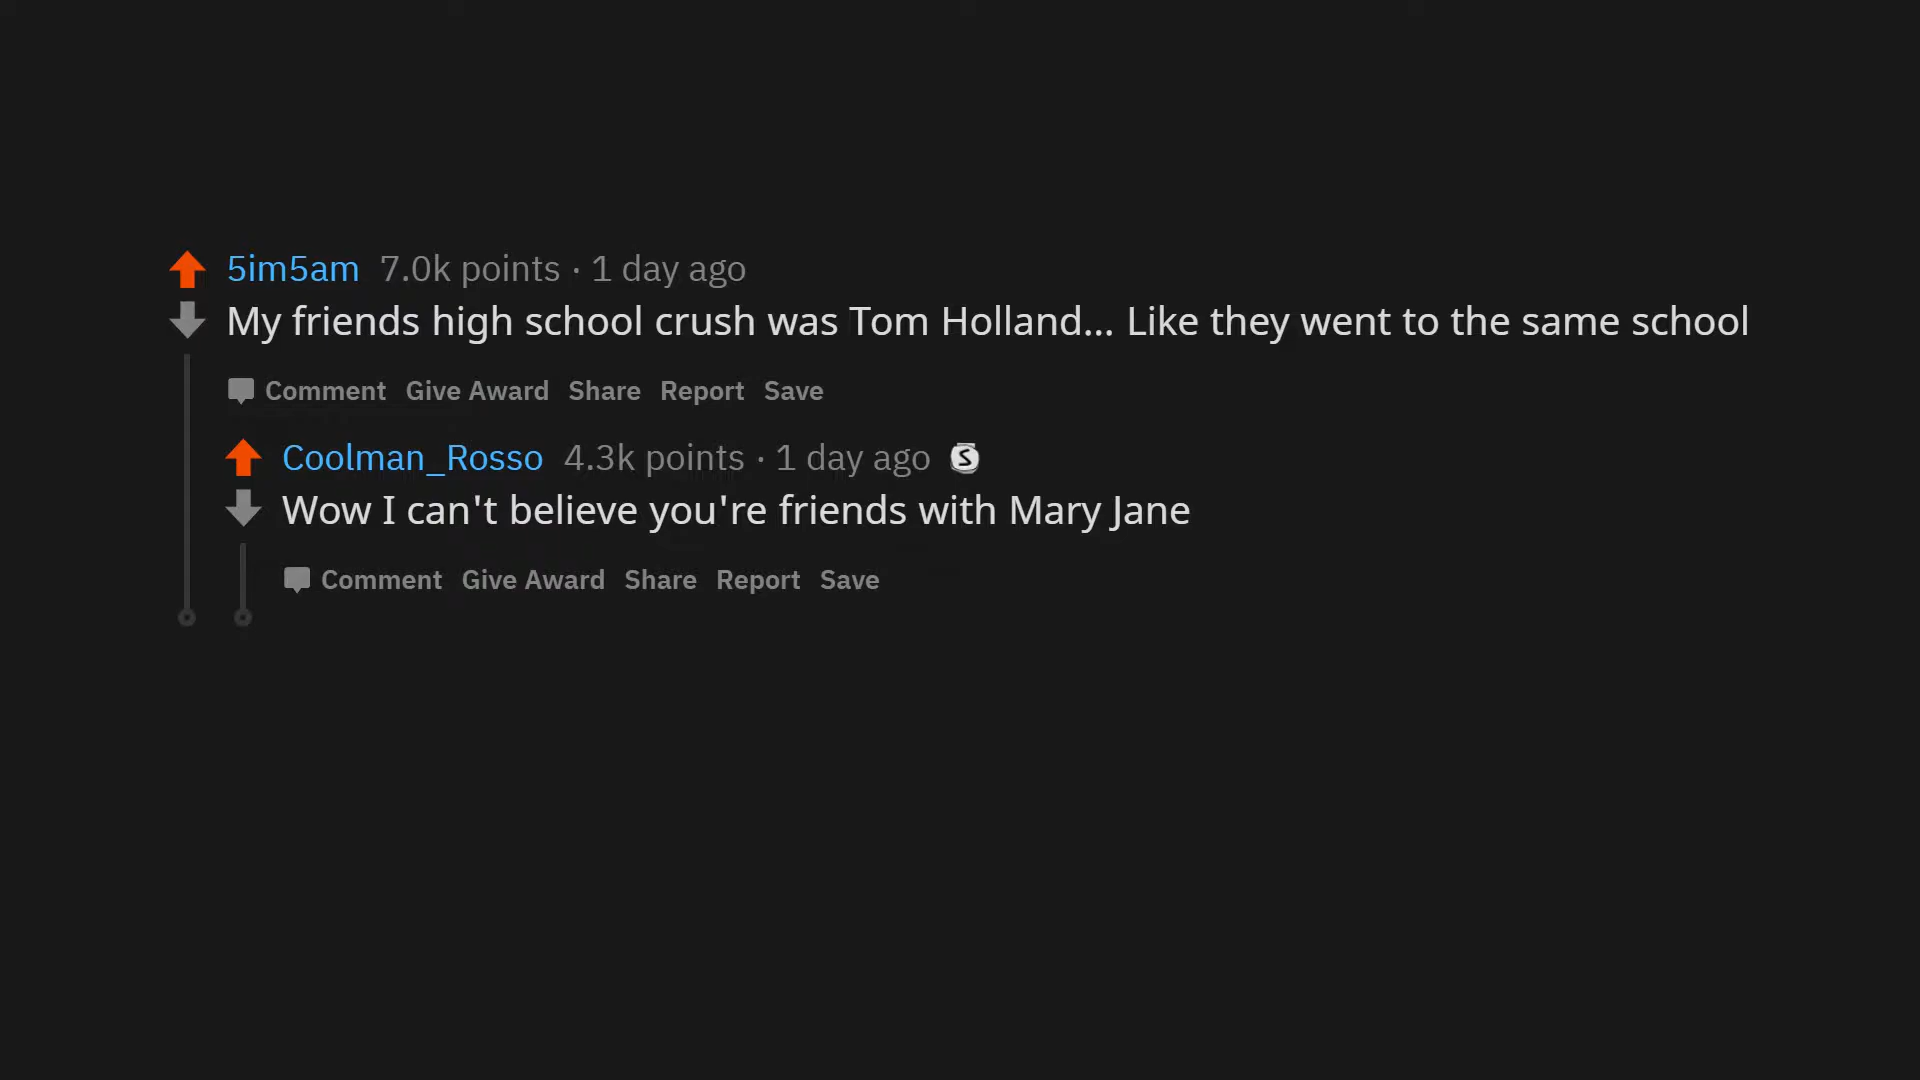 5im5am 7.0k points · 1 day ago
My friends high school crush was Tom Holland... Like they went to the same school
Comment Give Award Share Report Save
Coolman_Rosso 4.3k points · 1 day ago S
Wow I can't believe you're friends with Mary Jane
Comment Give Award Share Report Save